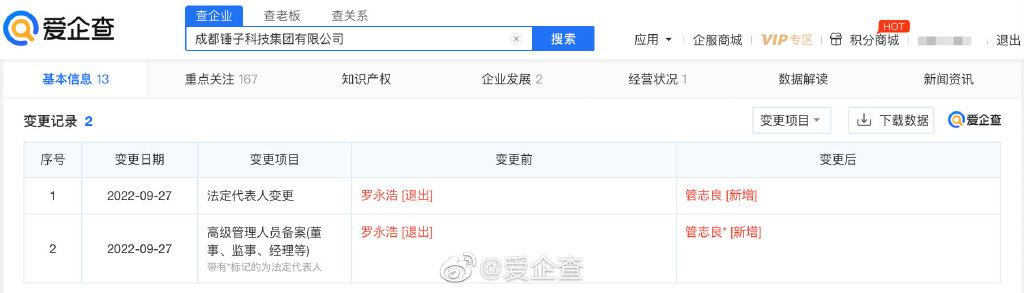 爱企查
查企业 查老板 查关系
成都锤子科技集团有限公司 × 搜索
应用 企服商城 VIP专区 积分商城 HOT 退出
基本信息 13 重点关注 167 知识产权 企业发展 2 经营状况 1 数据解读 新闻资讯
变更记录 2 变更项目 下载数据 爱企查
序号 变更日期 变更项目 变更前 变更后
1 2022-09-27 法定代表人变更 罗永浩 [退出] 管志良 [新增]
2 2022-09-27 高级管理人员备案(董 罗永浩 [退出] 管志良* [新增]
事、监事、经理等)
带有*标记的为法定代表人
@爱企查